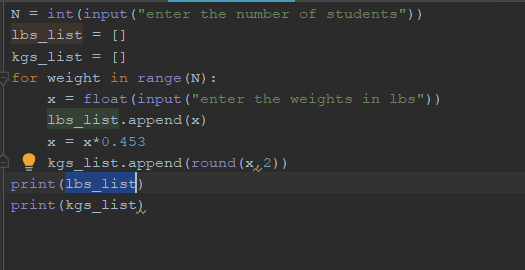 N = int(input("enter the number of students"))
lbs_list = []
kgs_list = []
for weight in range(N):
    x = float(input("enter the weights in lbs"))
    lbs_list.append(x)
    x = x*0.453
    kgs_list.append(round(x,2))
print(lbs_list)
print(kgs_list)